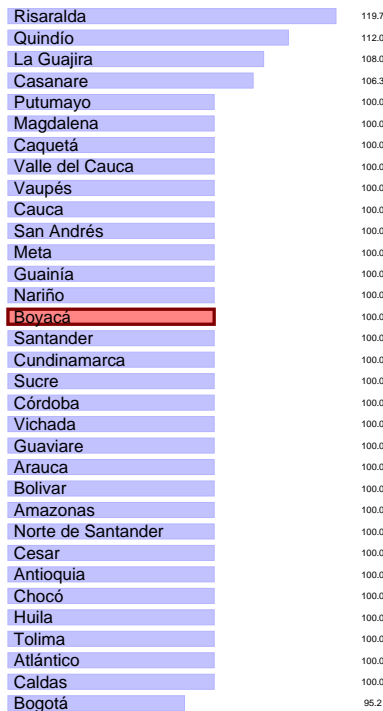 Risaralda 119.7
Quindío 112.0
La Guajira 108.0
Casanare 106.3
Putumayo 100.0
Magdalena 100.0
Caquetá 100.0
Valle del Cauca 100.0
Vaupés 100.0
Cauca 100.0
San Andrés 100.0
Meta 100.0
Guainía 100.0
Nariño 100.0
Boyacá 100.0
Santander 100.0
Cundinamarca 100.0
Sucre 100.0
Córdoba 100.0
Vichada 100.0
Guaviare 100.0
Arauca 100.0
Bolivar 100.0
Amazonas 100.0
Norte de Santander 100.0
Cesar 100.0
Antioquia 100.0
Chocó 100.0
Huila 100.0
Tolima 100.0
Atlántico 100.0
Caldas 100.0
Bogotá 95.2